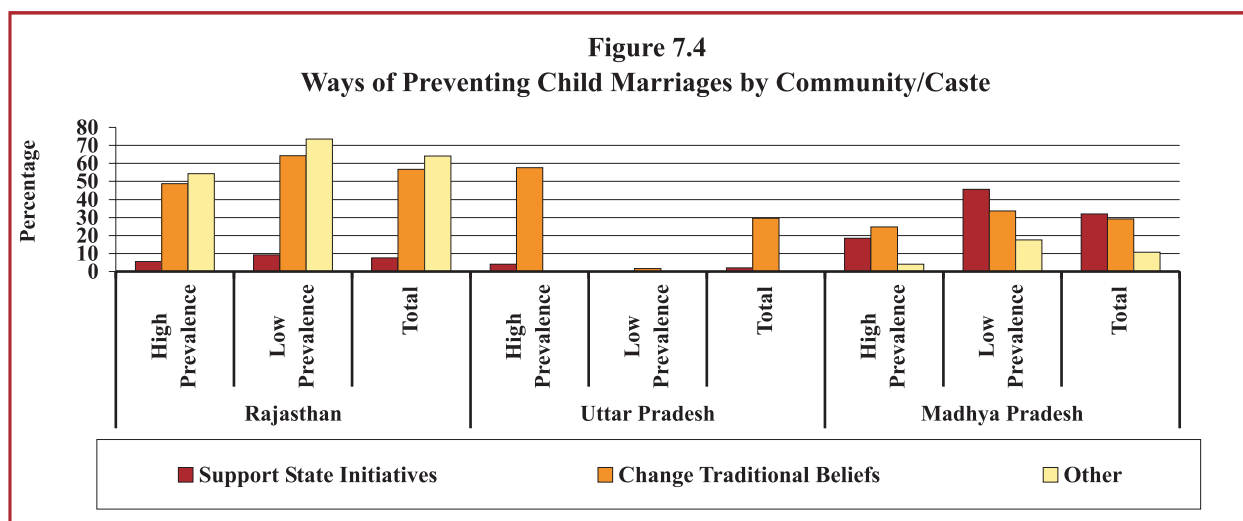 Figure 7.4
Ways of Preventing Child Marriages by Community/Caste
Percentage
80
70
60
50
40
30
20
10
0
High
Prevalence
Low
Prevalence
Total
High
Prevalence
Low
Prevalence
Total
High
Prevalence
Low
Prevalence
Total
Rajasthan
Uttar Pradesh
Madhya Pradesh
Support State Initiatives
Change Traditional Beliefs
Other